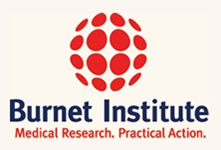 Burnet Institute
Medical Research. Practical Action.